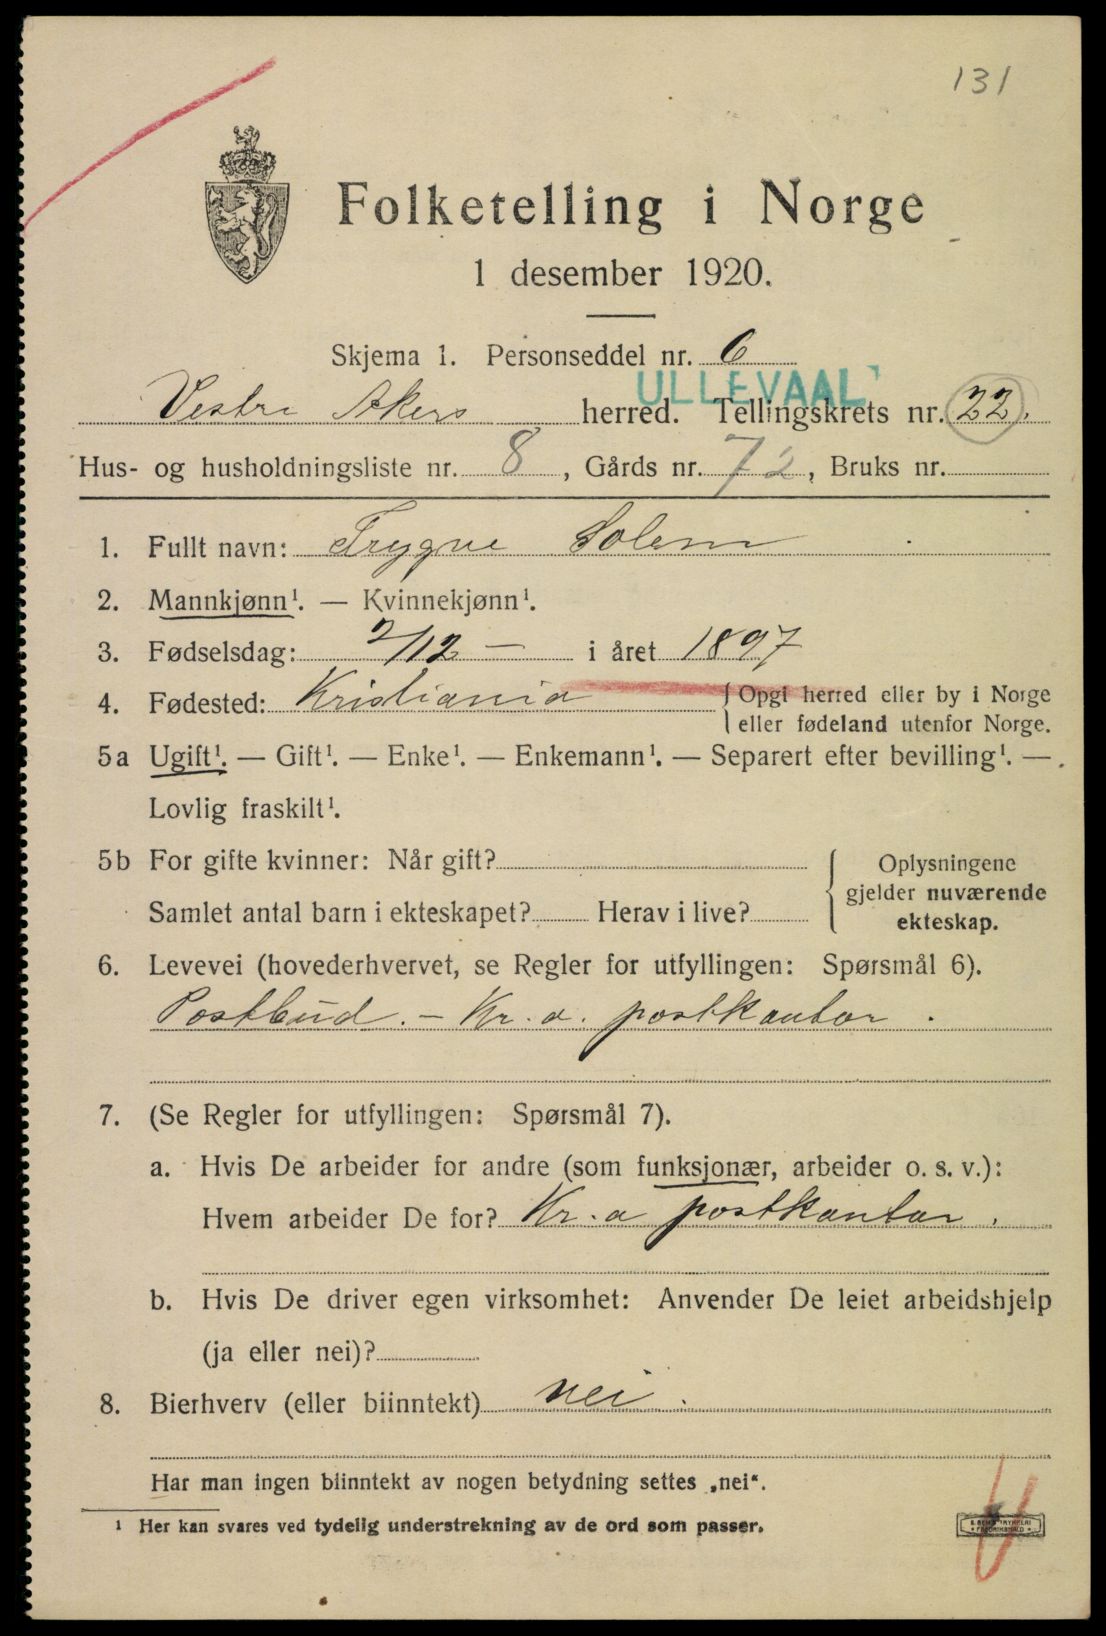 131
Folketelling i Norge
1 desember 1920.
Skjema 1. Personseddel nr. 6
ULLEVAAL
Vestre Akers herred. Tellingskrets nr. 22.
Hus- og husholdningsliste nr. 8, Gårds nr. 72, Bruks nr.
1. Fullt navn: Trygve Solem
2. Mannkjønn¹. — Kvinnekjønn¹.
3. Fødselsdag: 2/12 — i året 1897
4. Fødested: Kristiania {Opgi herred eller by i Norge
eller fødeland utenfor Norge.
5a Ugift¹. — Gift¹. — Enke¹. — Enkemann¹. — Separert efter bevilling¹. —
Lovlig fraskilt¹.
5b For gifte kvinner: Når gift?
Samlet antal barn i ekteskapet? Herav i live?
Oplysningene
gjelder nuværende
ekteskap.
6. Levevei (hovederhvervet, se Regler for utfyllingen: Spørsmål 6).
Postbud. — Kr. a. postkontor.
7. (Se Regler for utfyllingen: Spørsmål 7).
a. Hvis De arbeider for andre (som funksjonær, arbeider o. s. v.):
Hvem arbeider De for? Kr. a postkontor.
b. Hvis De driver egen virksomhet: Anvender De leiet arbeidshjelp
(ja eller nei)?
8. Bierhverv (eller biinntekt) nei.
Har man ingen biinntekt av nogen betydning settes „nei“.
¹ Her kan svares ved tydelig understrekning av de ord som passer.